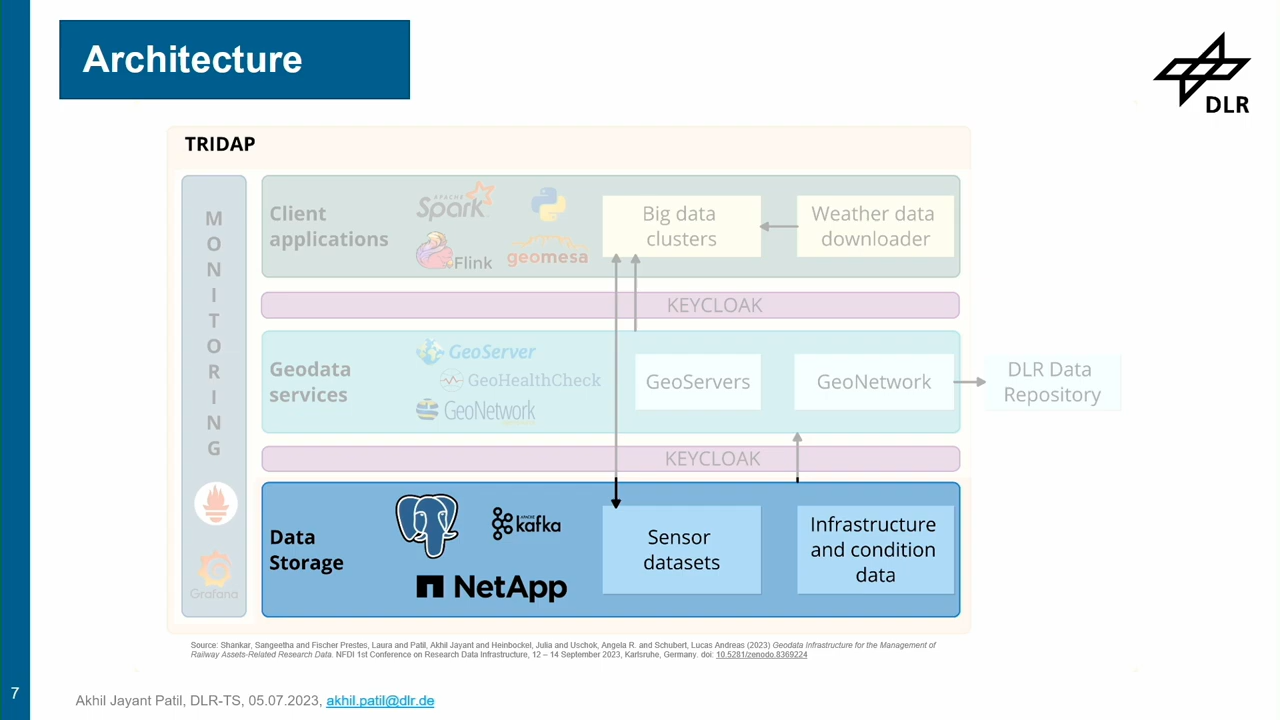 Architecture
DLR
TRIDAP
MONITORING
Grafana
Client
applications
APACHE
Spark
Flink
geomesa
Big data
clusters
Weather data
downloader
KEYCLOAK
Geodata
services
GeoServer
GeoHealthCheck
GeoNetwork
GeoServers
GeoNetwork
DLR Data
Repository
KEYCLOAK
Data
Storage
APACHE
kafka
NetApp
Sensor
datasets
Infrastructure
and condition
data
Source: Shankar, Sangeetha and Fischer Prestes, Laura and Patil, Akhil Jayant and Heinbockel, Julia and Uschok, Angela R. and Schubert, Lucas Andreas (2023) Geodata Infrastructure for the Management of
Railway Assets-Related Research Data. NFDI 1st Conference on Research Data Infrastructure, 12 – 14 September 2023, Karlsruhe, Germany. doi: 10.5281/zenodo.8369224
7
Akhil Jayant Patil, DLR-TS, 05.07.2023, akhil.patil@dlr.de